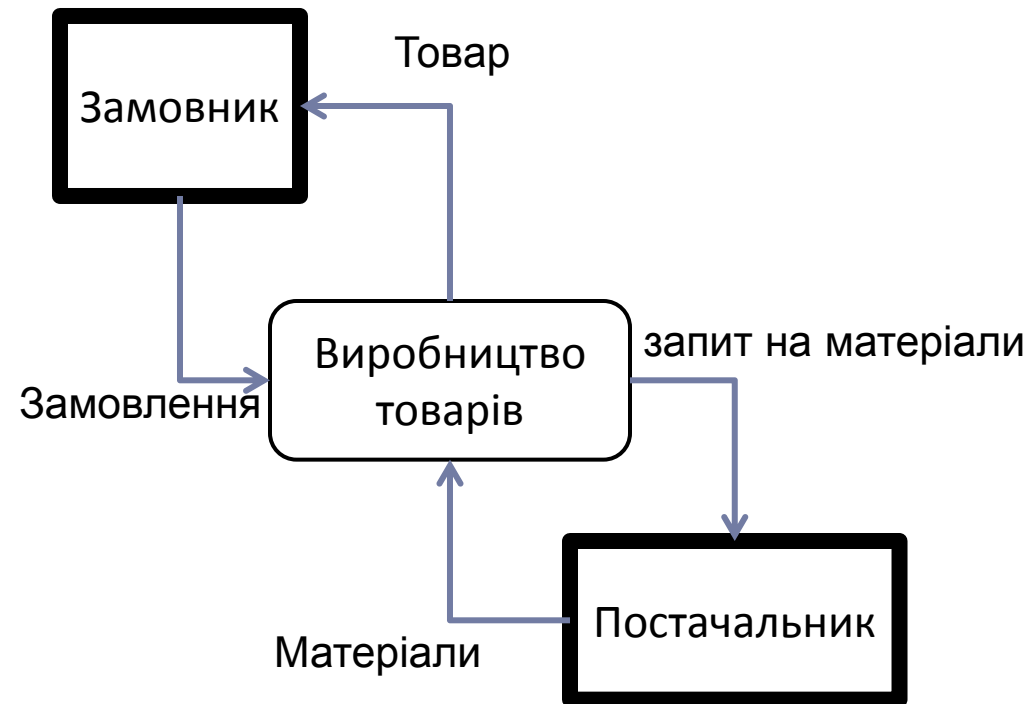 Товар
Замовник
Виробництво
товарів
запит на матеріали
Замовлення
Постачальник
Матеріали